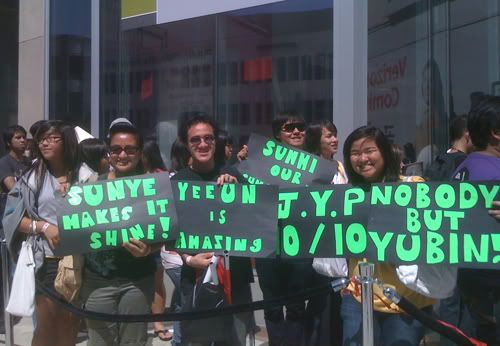 SUNYE
MAKES IT
SHINE!
YEEUN
IS
AMAZING
SUNMI
OUR
J.Y.P
10/10
NOBODY
BUT
YUBIN!
Verizon